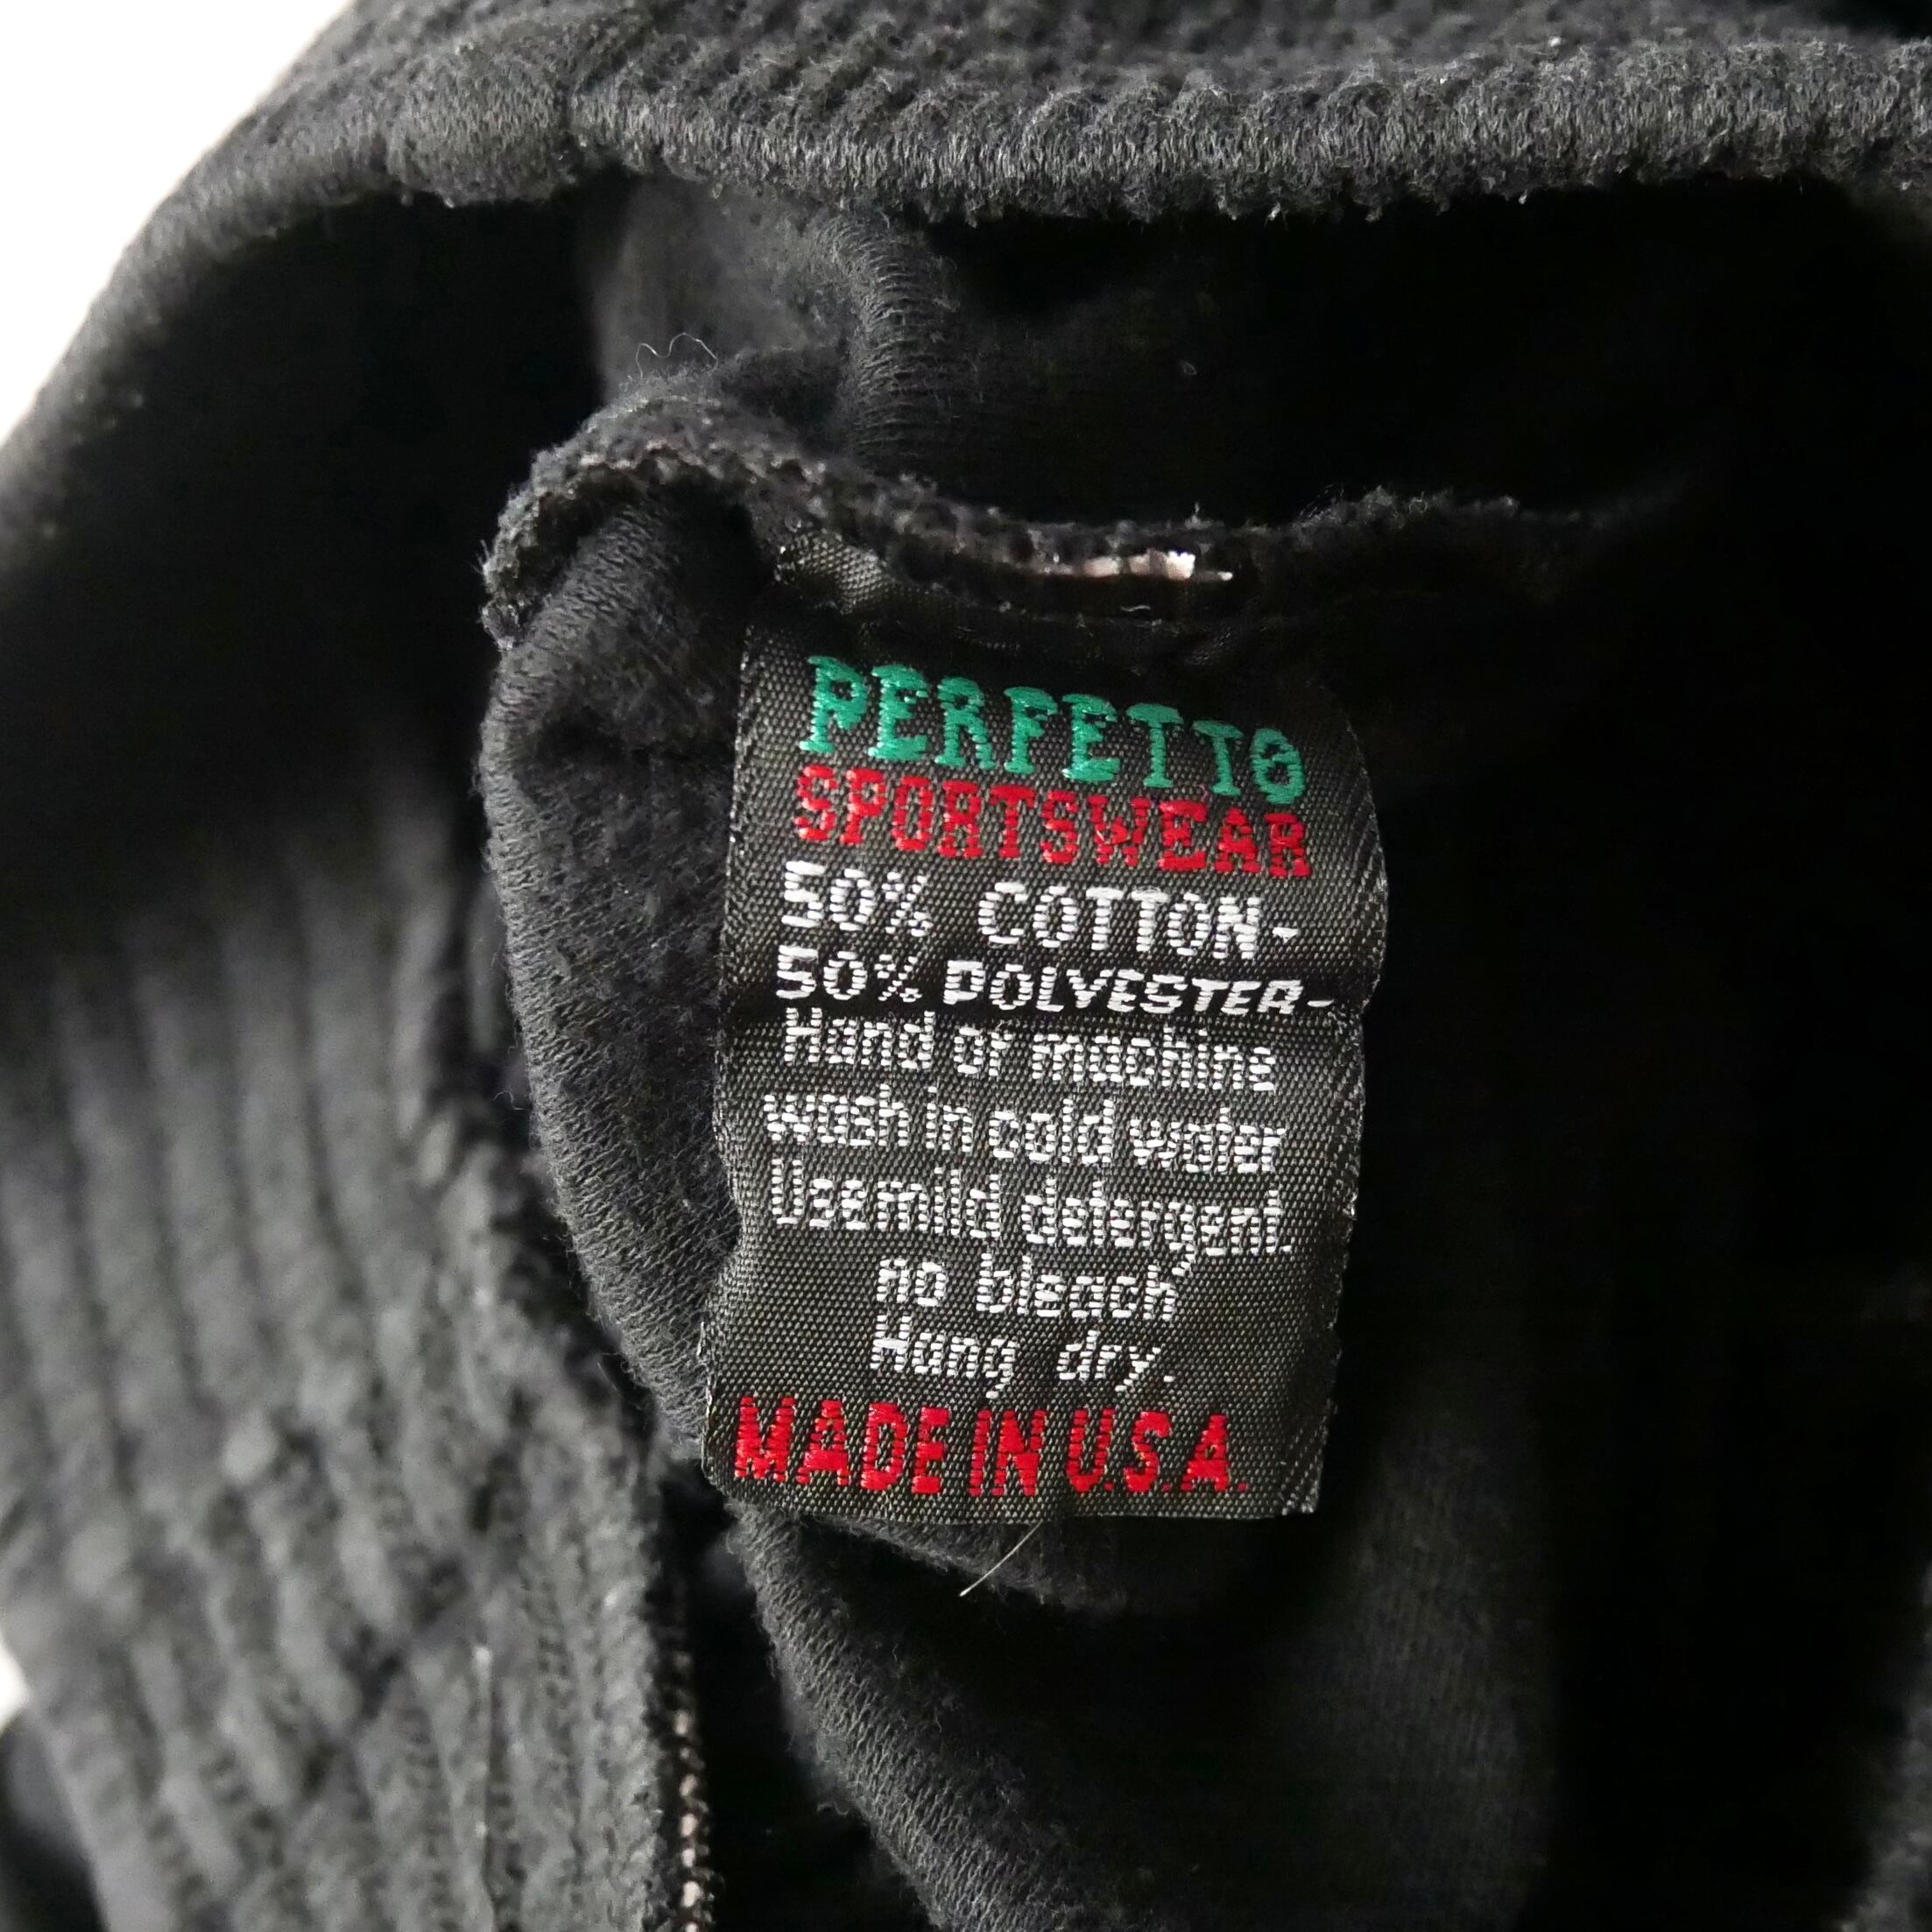 PERFETTO
SPORTSWEAR
50% COTTON-
50% POLYESTER-
Hand or machine
wash in cold water
Use mild detergent.
no bleach
Hang dry.
MADE IN U.S.A.